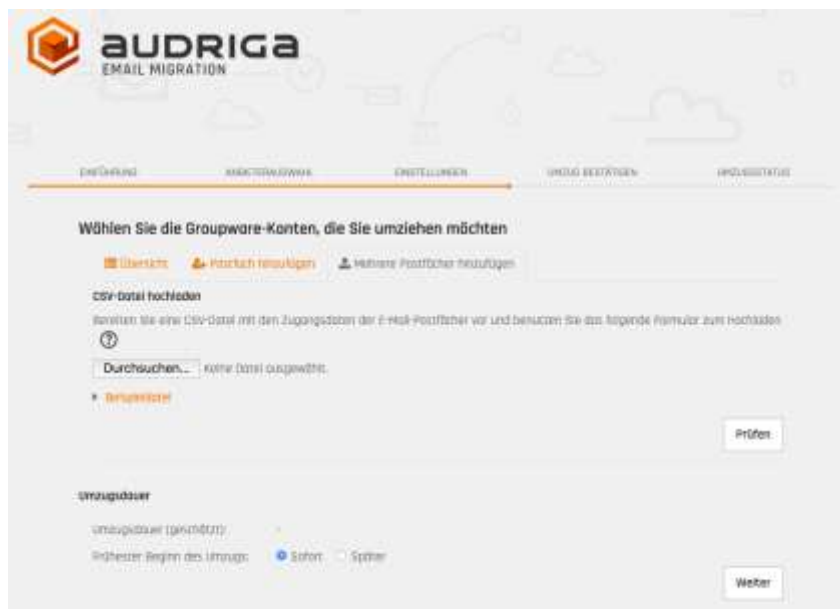 audriga
EMAIL MIGRATION
EINFÜHRUNG
ANBIETERAUSWAHL
EINSTELLUNGEN
UMZUG BESTÄTIGEN
UMZUGSSTATUS
Wählen Sie die Groupware-Konten, die Sie umziehen möchten
Übersicht
Postfach hinzufügen
Mehrere Postfächer hinzufügen
CSV-Datei hochladen
Bereiten Sie eine CSV-Datei mit den Zugangsdaten der E-Mail-Postfächer vor und benutzen Sie das folgende Formular zum Hochladen
?
Durchsuchen... Keine Datei ausgewählt.
Beispieldatei
Prüfen
Umzugsdauer
Umzugsdauer (geschätzt): -
Frühester Beginn des Umzugs: Sofort Später
Weiter